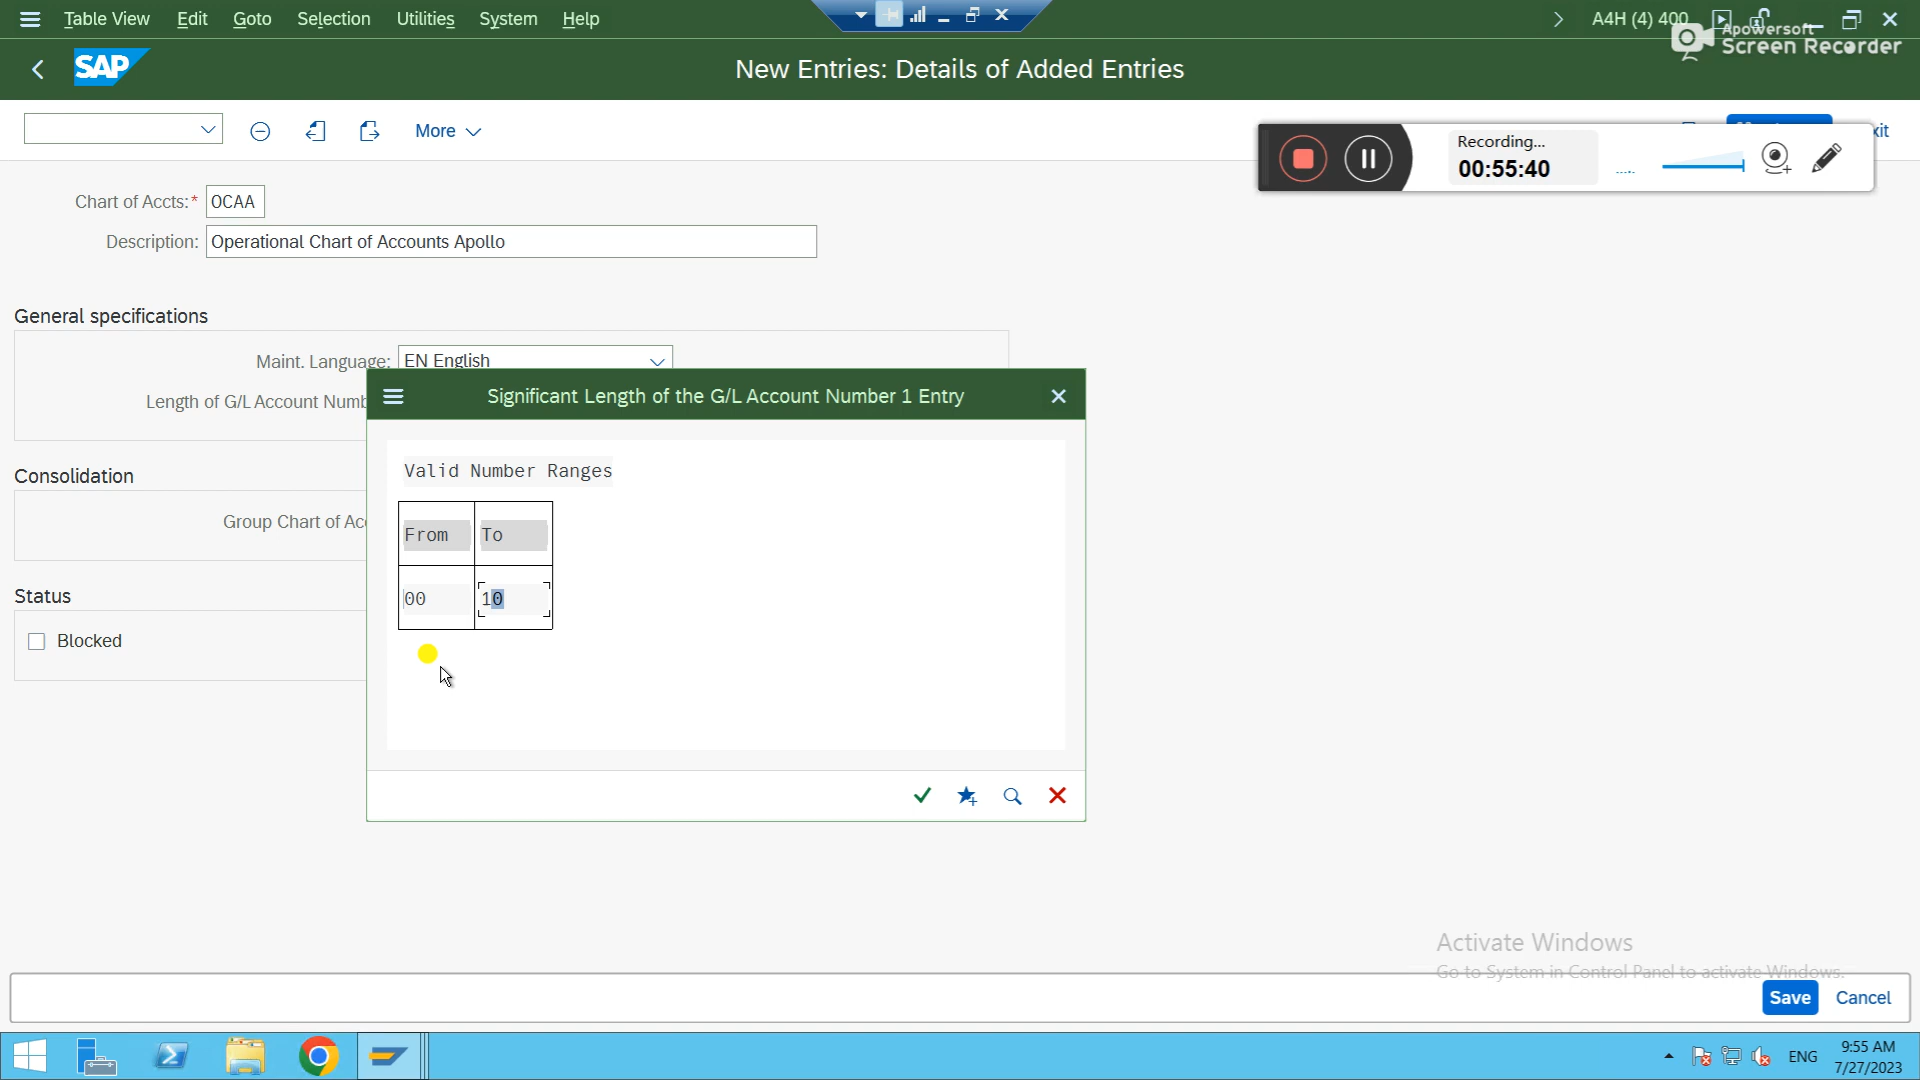 Table View Edit Goto Selection Utilities System Help
A4H (4) 400
Apowersoft
Screen Recorder
SAP
New Entries: Details of Added Entries
More
Recording...
00:55:40
Chart of Accts:* OCAA
Description: Operational Chart of Accounts Apollo
General specifications
Maint. Language: EN English
Length of G/L Account Numb
Significant Length of the G/L Account Number 1 Entry
Valid Number Ranges
From To
00 10
Consolidation
Group Chart of Ac
Status
Blocked
Activate Windows
Go to System in Control Panel to activate Windows.
Save Cancel
ENG
9:55 AM
7/27/2023